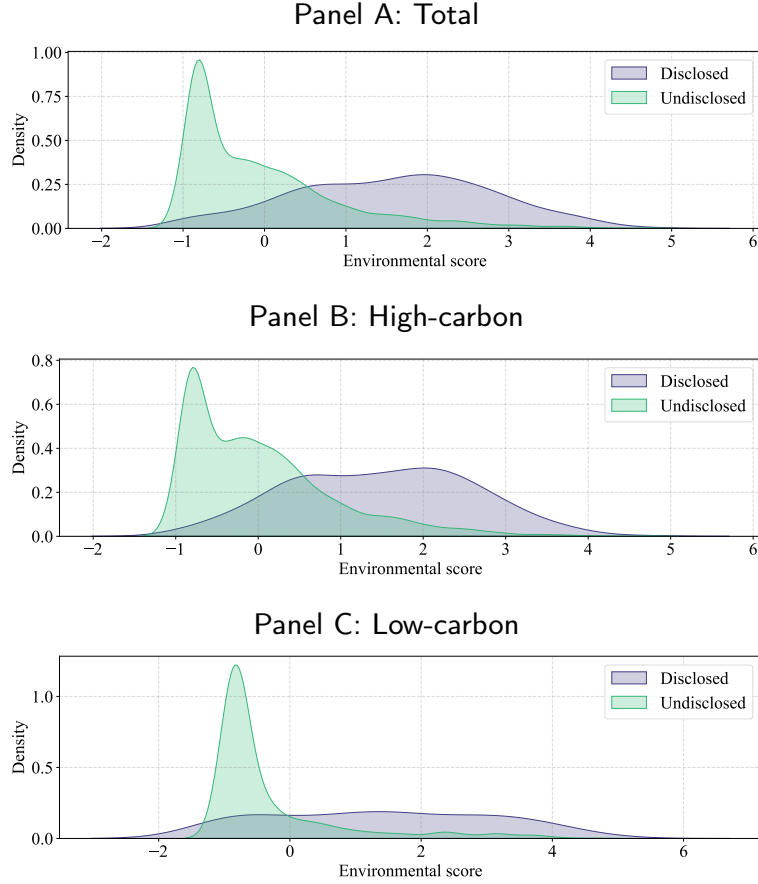 Panel A: Total
1.00
0.75
0.50
0.25
0.00
Density
Disclosed
Undisclosed
−2 −1 0 1 2 3 4 5 6
Environmental score
Panel B: High-carbon
0.8
0.6
0.4
0.2
0.0
Density
Disclosed
Undisclosed
−2 −1 0 1 2 3 4 5 6
Environmental score
Panel C: Low-carbon
1.0
0.5
0.0
Density
Disclosed
Undisclosed
−2 0 2 4 6
Environmental score